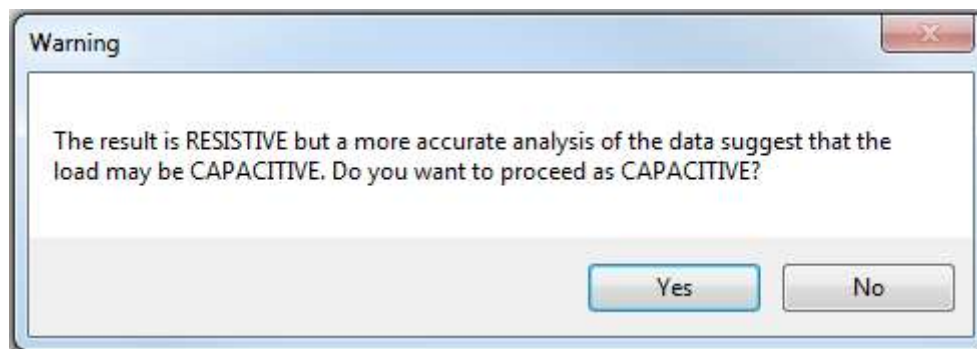 Warning
The result is RESISTIVE but a more accurate analysis of the data suggest that the
load may be CAPACITIVE. Do you want to proceed as CAPACITIVE?
Yes No